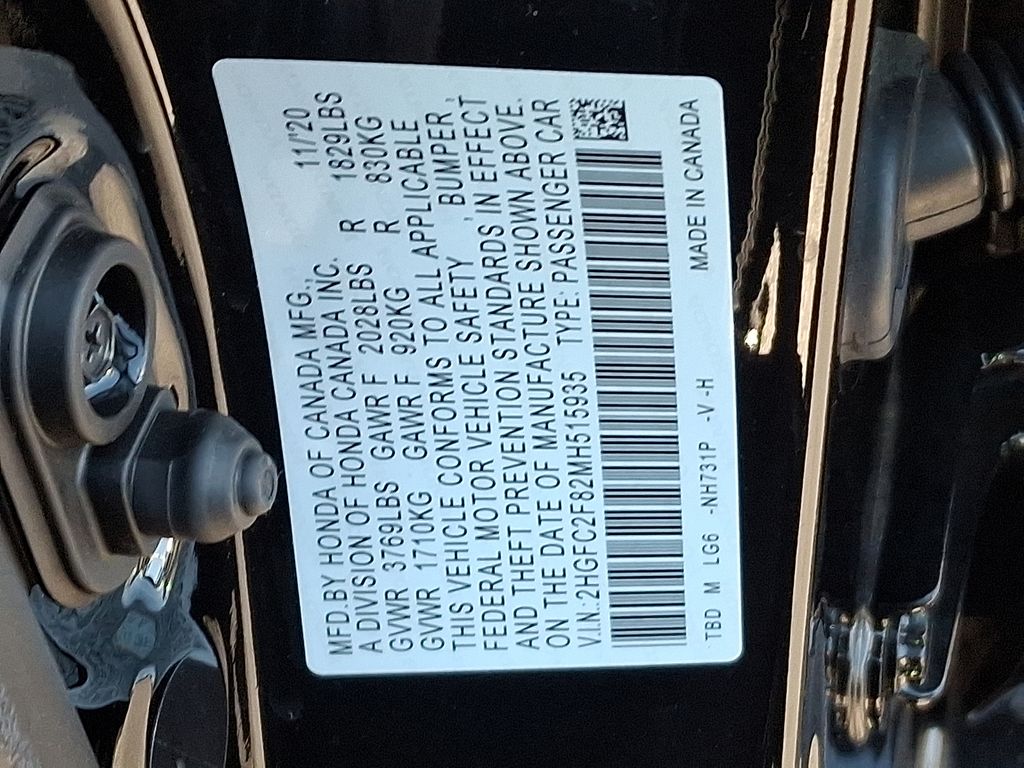 MFD.BY HONDA OF CANADA MFG., 11/'20
A DIVISION OF HONDA CANADA INC.
GVWR 3769LBS GAWR F 2028LBS R 1829LBS
GVWR 1710KG GAWR F 920KG R 830KG
THIS VEHICLE CONFORMS TO ALL APPLICABLE
FEDERAL MOTOR VEHICLE SAFETY , BUMPER,
AND THEFT PREVENTION STANDARDS IN EFFECT
ON THE DATE OF MANUFACTURE SHOWN ABOVE.
V.I.N.:2HGFC2F82MH515935 TYPE: PASSENGER CAR
TBD M LG6 -NH731P -V -H MADE IN CANADA